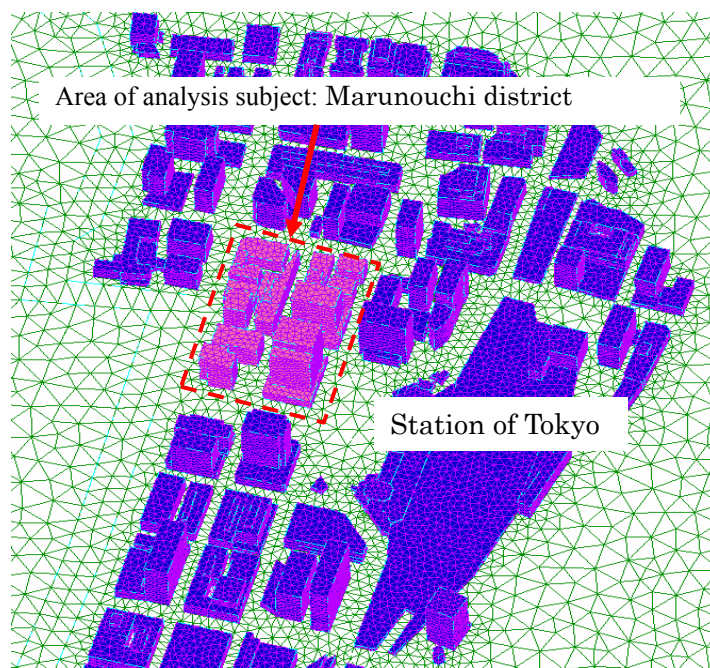 Area of analysis subject: Marunouchi district
Station of Tokyo